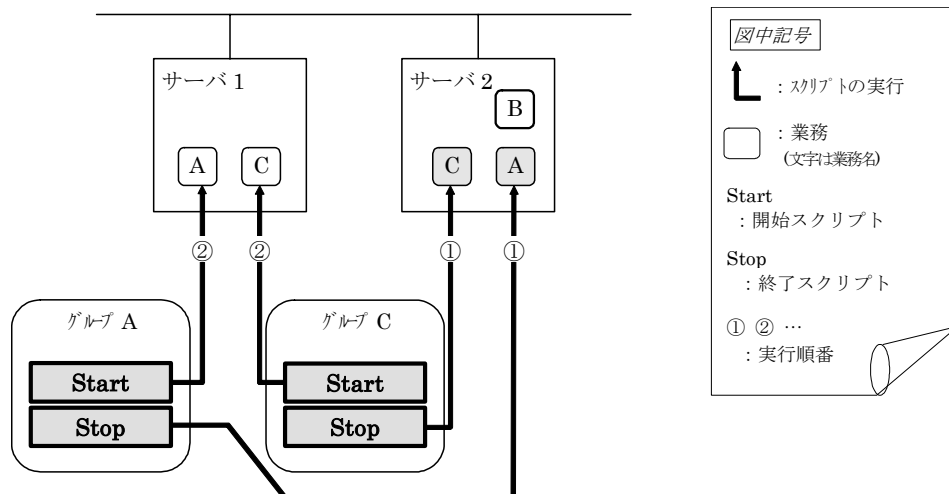 サーバ 1
サーバ 2
B
A
C
C
A
②
②
①
①
グループ A
Start
Stop
グループ C
Start
Stop
図中記号
：スクリプトの実行
：業務
(文字は業務名)
Start
：開始スクリプト
Stop
：終了スクリプト
① ② …
：実行順番